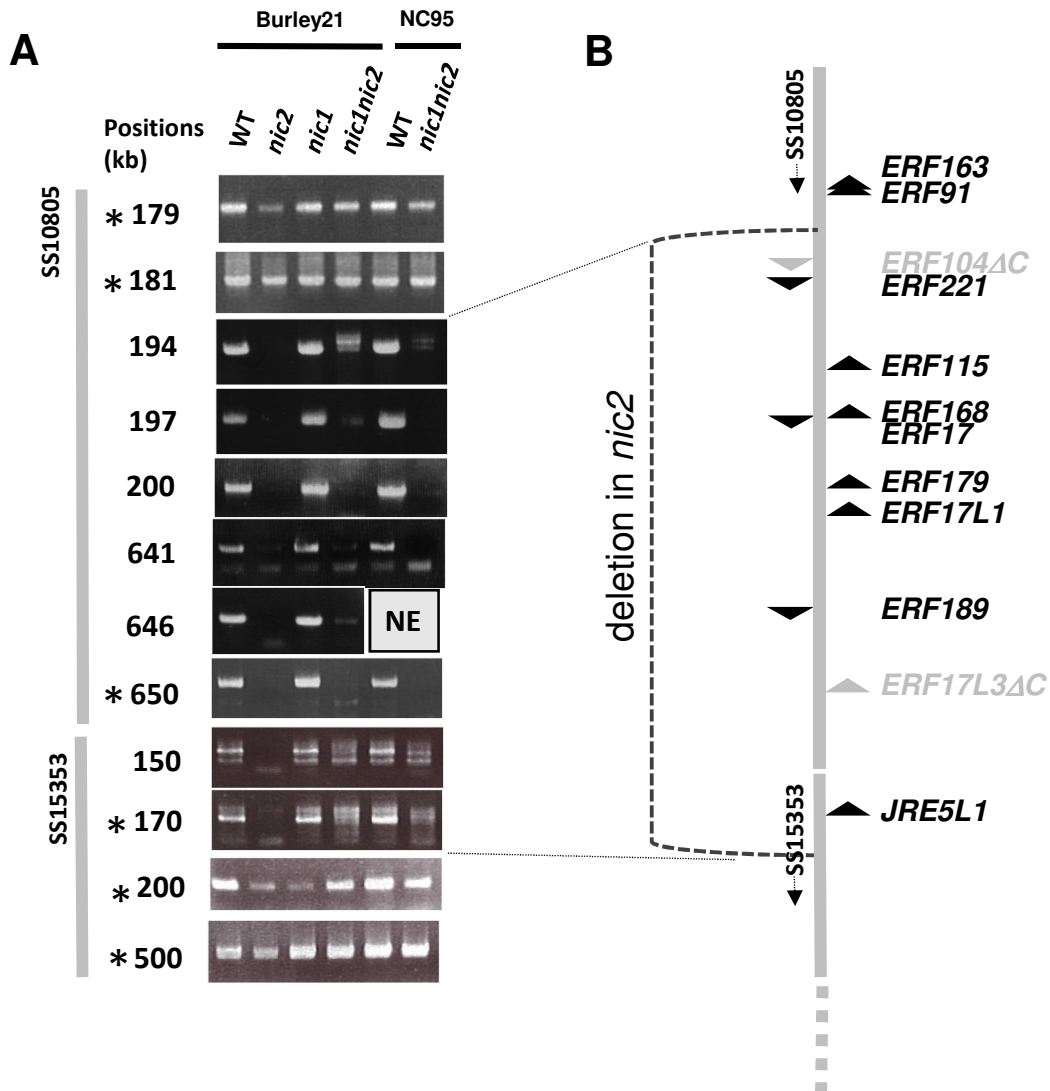 A
Burley21
NC95
WT
nic2
nic1
nic1nic2
WT
nic1nic2
Positions
(kb)
SS10805
* 179
* 181
194
197
200
641
646
NE
* 650
SS15353
150
* 170
* 200
* 500
B
SS10805
ERF163
ERF91
ERF104ΔC
ERF221
ERF115
ERF168
ERF17
ERF179
ERF17L1
ERF189
ERF17L3ΔC
deletion in nic2
JRE5L1
SS15353